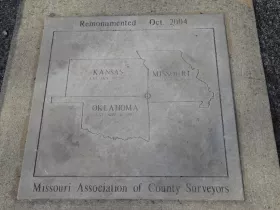 Remonumented Oct. 2004
KANSAS
MISSOURI
OKLAHOMA
Missouri Association of County Surveyors